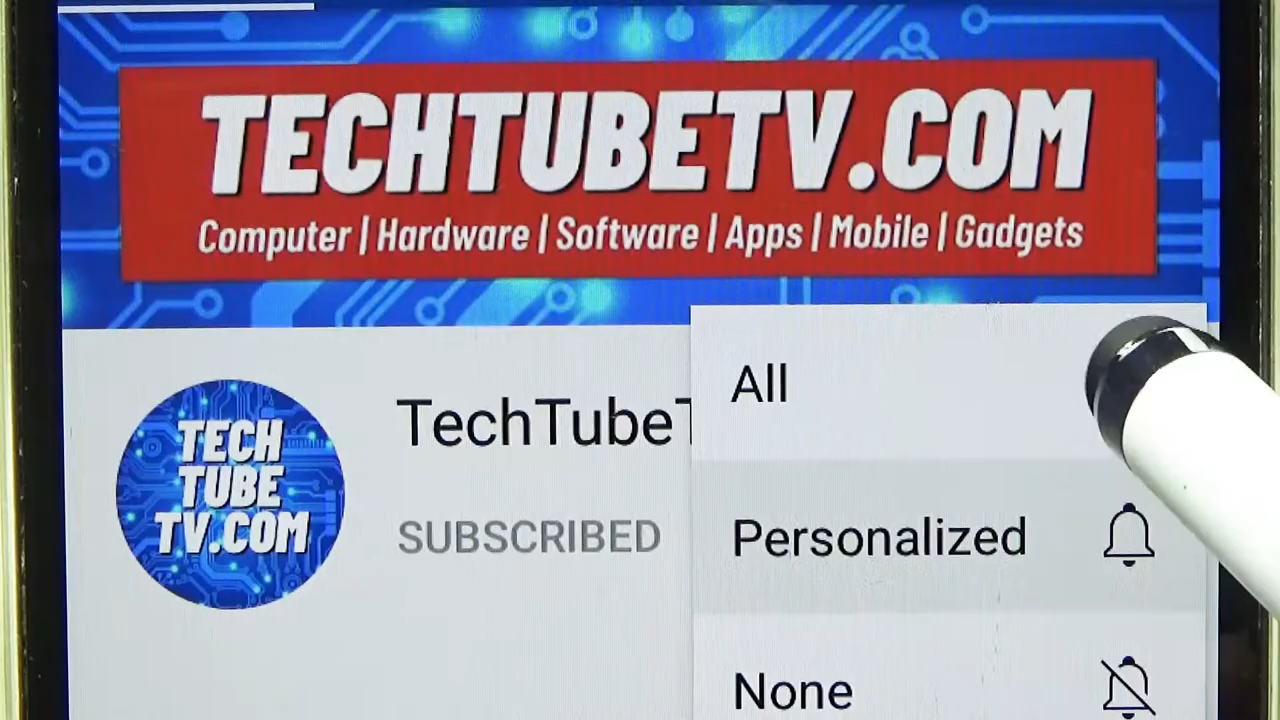 TECHTUBETV.COM
Computer | Hardware | Software | Apps | Mobile | Gadgets
TECH
TUBE
TV.COM
TechTubeT
SUBSCRIBED
All
Personalized
None